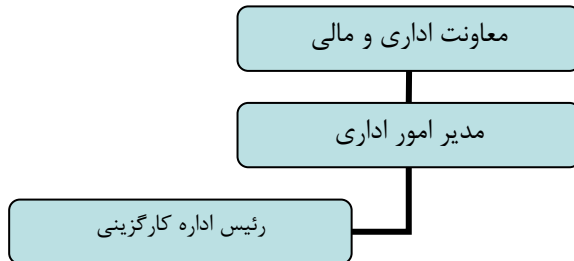 معاونت اداری و مالی
مدیر امور اداری
رئیس اداره کارگزینی